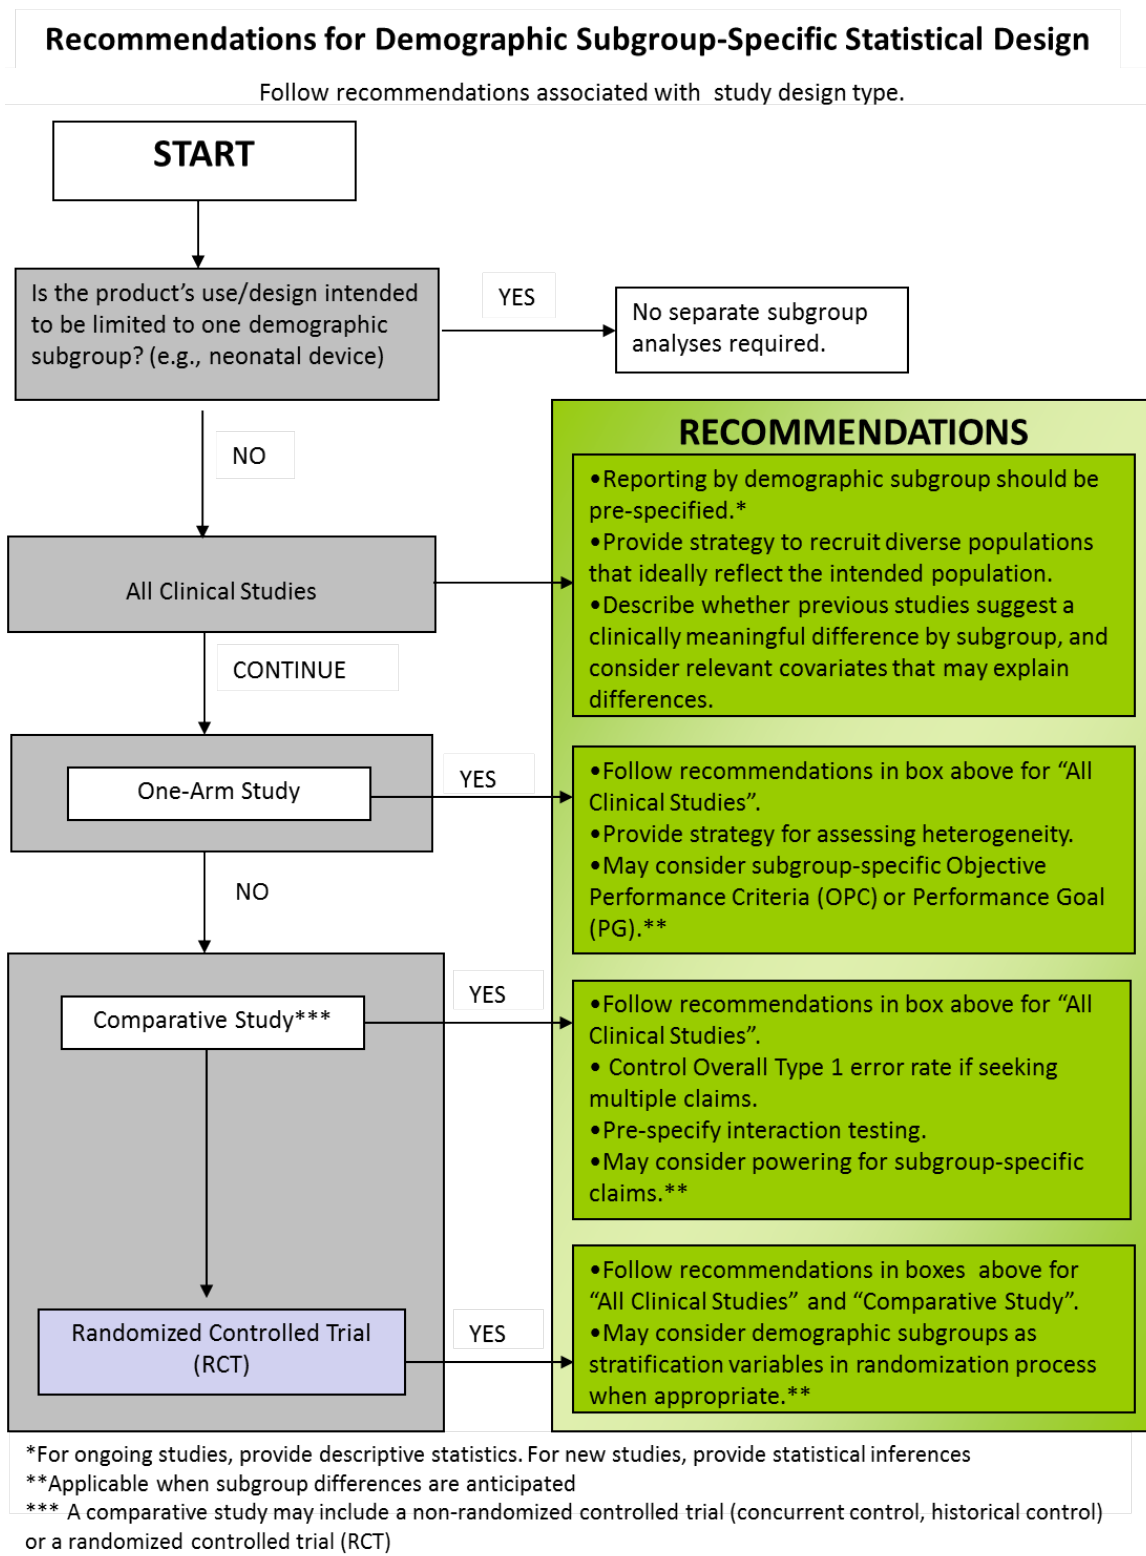 Recommendations for Demographic Subgroup-Specific Statistical Design
Follow recommendations associated with study design type.
START
Is the product's use/design intended
to be limited to one demographic
subgroup? (e.g., neonatal device)
YES
No separate subgroup
analyses required.
NO
RECOMMENDATIONS
All Clinical Studies
•Reporting by demographic subgroup should be
pre-specified.*
•Provide strategy to recruit diverse populations
that ideally reflect the intended population.
•Describe whether previous studies suggest a
clinically meaningful difference by subgroup, and
consider relevant covariates that may explain
differences.
CONTINUE
One-Arm Study
YES
•Follow recommendations in box above for “All
Clinical Studies”.
•Provide strategy for assessing heterogeneity.
•May consider subgroup-specific Objective
Performance Criteria (OPC) or Performance Goal
(PG).**
NO
Comparative Study***
YES
•Follow recommendations in box above for “All
Clinical Studies”.
• Control Overall Type 1 error rate if seeking
multiple claims.
•Pre-specify interaction testing.
•May consider powering for subgroup-specific
claims.**
Randomized Controlled Trial
(RCT)
YES
•Follow recommendations in boxes above for
“All Clinical Studies” and “Comparative Study”.
•May consider demographic subgroups as
stratification variables in randomization process
when appropriate.**
*For ongoing studies, provide descriptive statistics. For new studies, provide statistical inferences
**Applicable when subgroup differences are anticipated
*** A comparative study may include a non-randomized controlled trial (concurrent control, historical control)
or a randomized controlled trial (RCT)